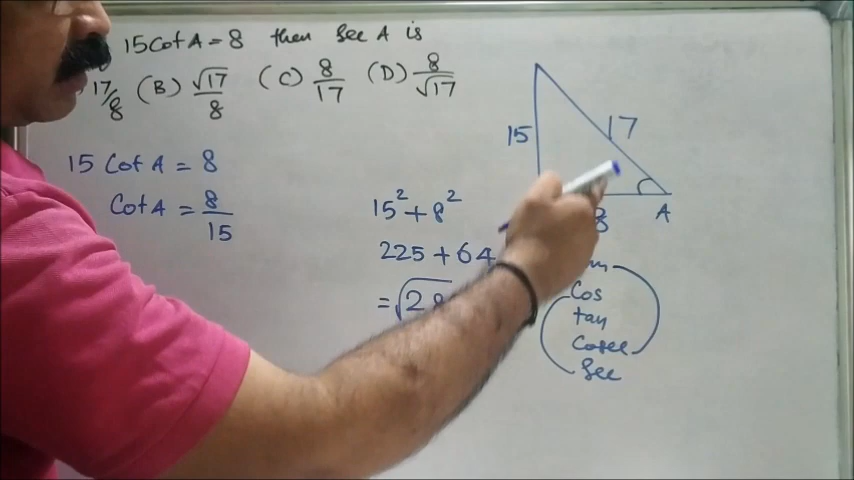 15 Cot A = 8 then Sec A is
17/8 (B) √17/8 (C) 8/17 (D) 8/√17
15 Cot A = 8
Cot A = 8/15
15² + 8²
225 + 64
= √28
15
17
8
A
Cos
tan
Cosec
Sec